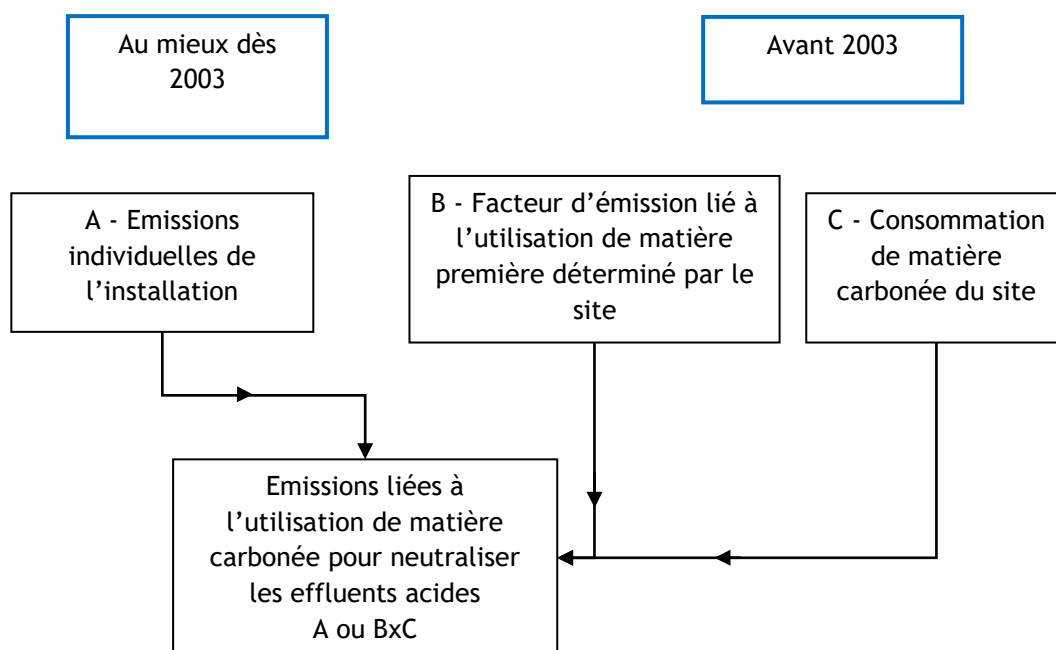 Au mieux dès
2003
Avant 2003
A - Emissions
individuelles de
l’installation
B - Facteur d’émission lié à
l’utilisation de matière
première déterminé par le
site
C - Consommation
de matière
carbonée du site
Emissions liées à
l’utilisation de matière
carbonée pour neutraliser
les effluents acides
A ou BxC